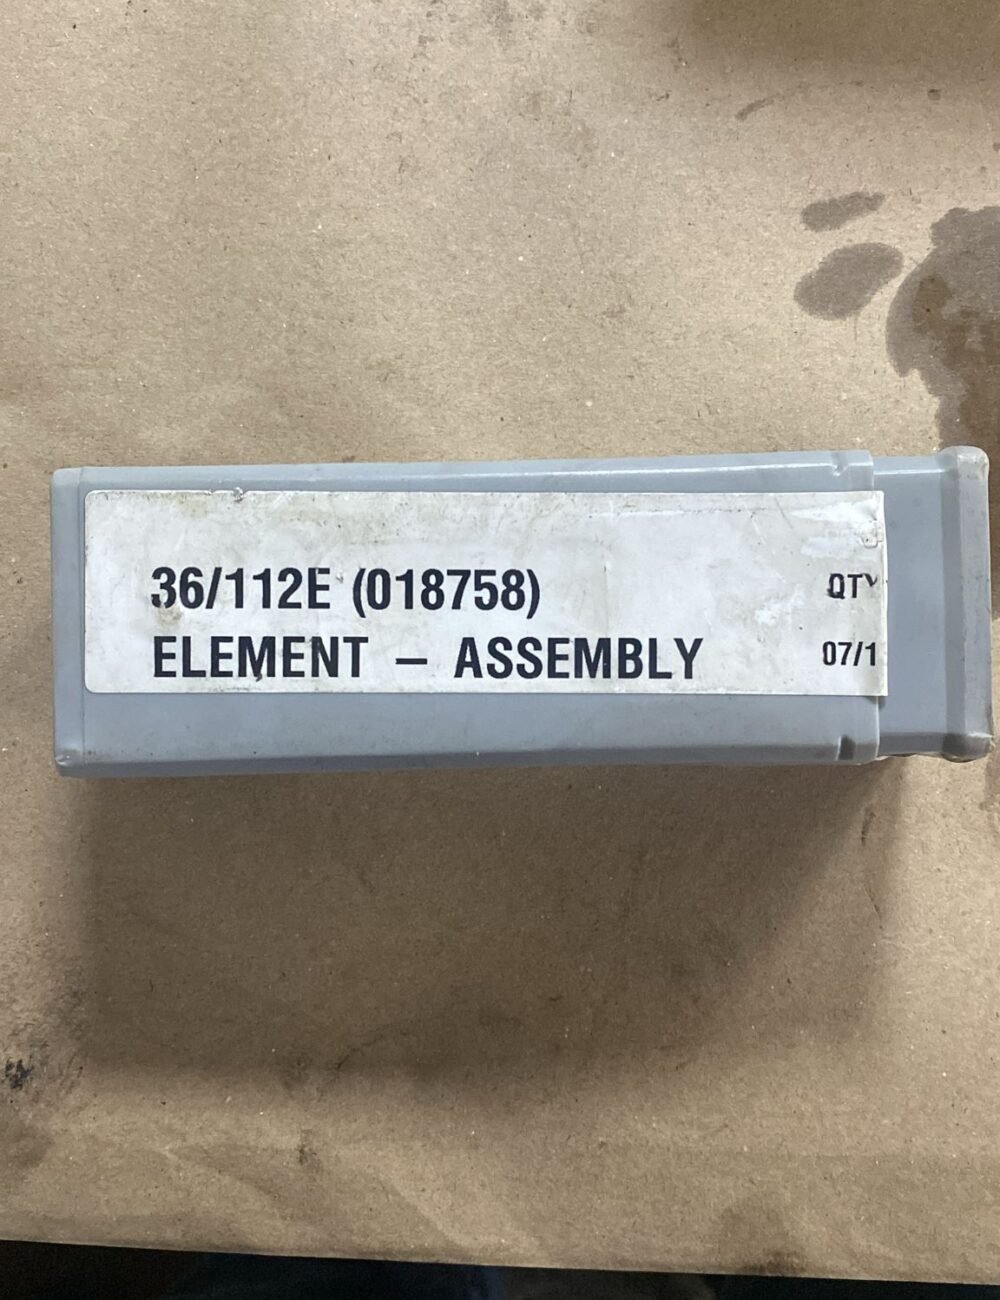 36/112E (018758) QTY
ELEMENT – ASSEMBLY 07/1